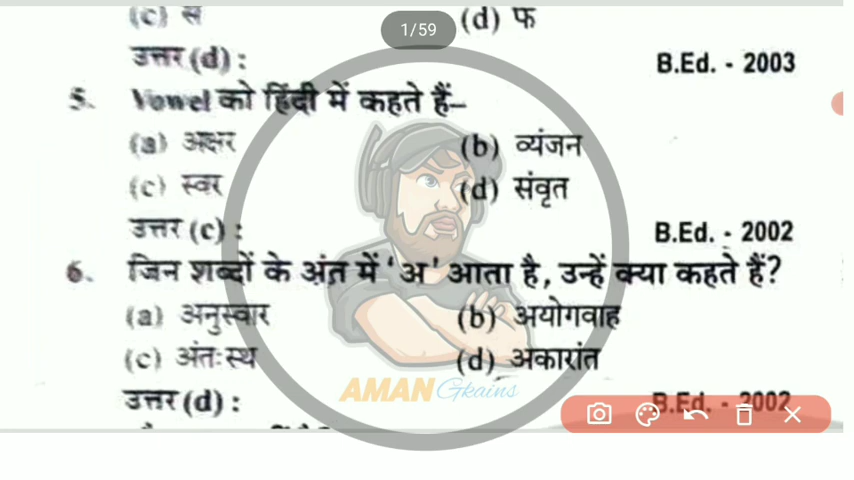 (c) स (d) फ
1/59
उत्तर (d) : B.Ed. - 2003
5. Vowel को हिंदी में कहते हैं–
(a) अक्षर (b) व्यंजन
(c) स्वर (d) संवृत
उत्तर (c) : B.Ed. - 2002
6. जिन शब्दों के अंत में ‘अ’ आता है, उन्हें क्या कहते हैं?
(a) अनुस्वार (b) अयोगवाह
(c) अंतःस्थ (d) अकारांत
AMAN Gkains
उत्तर (d) : B.Ed. - 2002